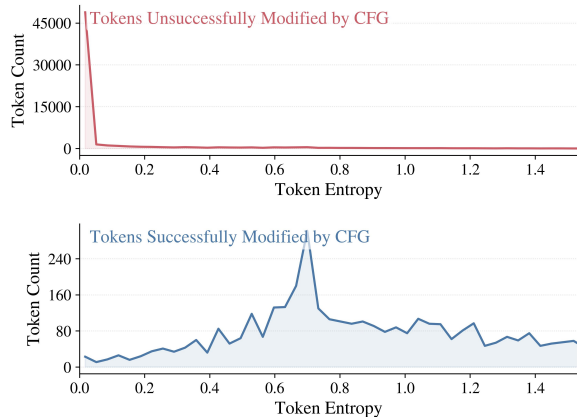 Tokens Unsuccessfully Modified by CFG
45000
30000
15000
0
Token Count
0.0 0.2 0.4 0.6 0.8 1.0 1.2 1.4
Token Entropy
Tokens Successfully Modified by CFG
240
160
80
0
Token Count
0.0 0.2 0.4 0.6 0.8 1.0 1.2 1.4
Token Entropy